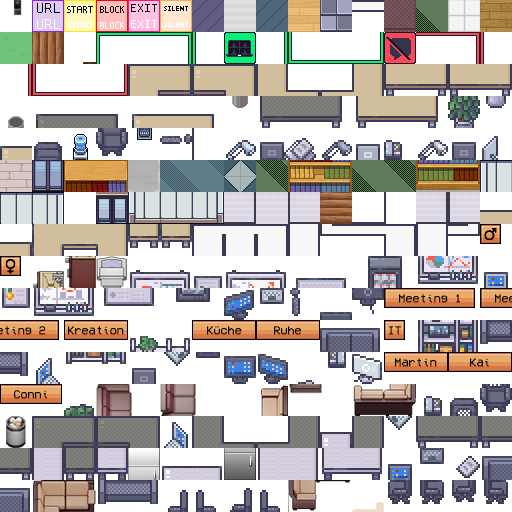 URL START BLOCK EXIT SILENT
URL START BLOCK EXIT SILENT
Meeting 1 Mee
eting 2 Kreation Küche Ruhe IT
Martin Kai
Conni